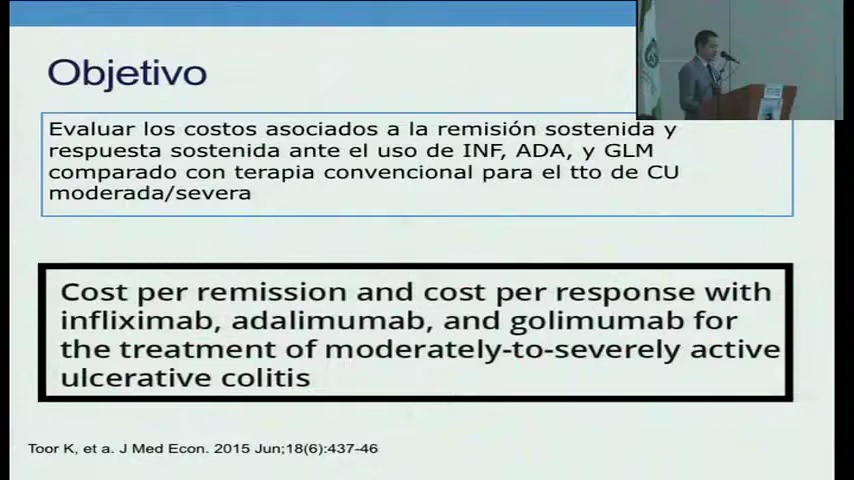 Objetivo
Evaluar los costos asociados a la remisión sostenida y
respuesta sostenida ante el uso de INF, ADA, y GLM
comparado con terapia convencional para el tto de CU
moderada/severa
Cost per remission and cost per response with
infliximab, adalimumab, and golimumab for
the treatment of moderately-to-severely active
ulcerative colitis
Toor K, et a. J Med Econ. 2015 Jun;18(6):437-46